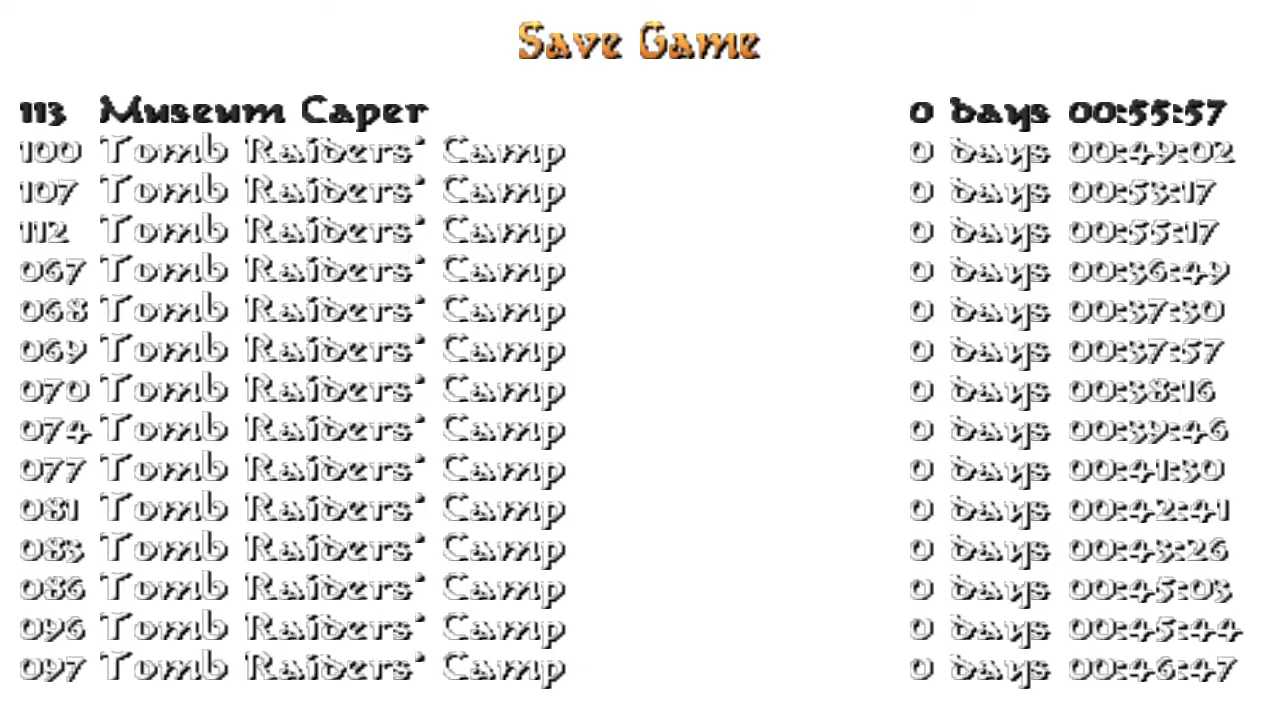 Save Game
113 Museum Caper 0 days 00:55:57
100 Tomb Raiders' Camp 0 days 00:49:02
107 Tomb Raiders' Camp 0 days 00:53:17
112 Tomb Raiders' Camp 0 days 00:55:17
067 Tomb Raiders' Camp 0 days 00:36:49
068 Tomb Raiders' Camp 0 days 00:37:30
069 Tomb Raiders' Camp 0 days 00:37:57
070 Tomb Raiders' Camp 0 days 00:38:16
074 Tomb Raiders' Camp 0 days 00:39:46
077 Tomb Raiders' Camp 0 days 00:41:30
081 Tomb Raiders' Camp 0 days 00:42:41
083 Tomb Raiders' Camp 0 days 00:43:26
086 Tomb Raiders' Camp 0 days 00:45:03
096 Tomb Raiders' Camp 0 days 00:45:44
097 Tomb Raiders' Camp 0 days 00:46:47